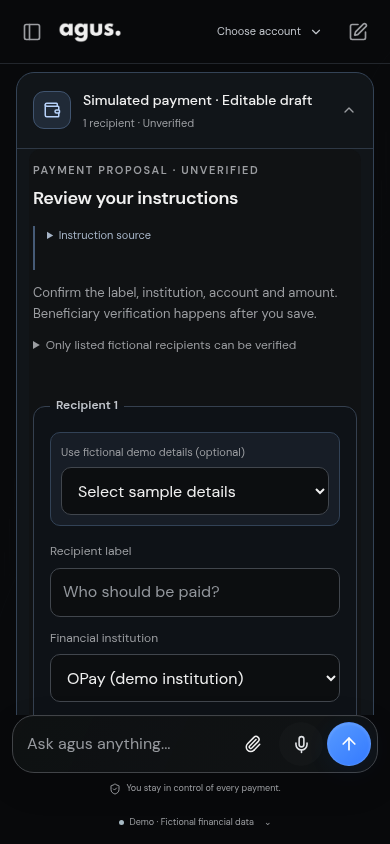 agus.
Choose account
Simulated payment · Editable draft
1 recipient · Unverified
PAYMENT PROPOSAL · UNVERIFIED
Review your instructions
Instruction source
Confirm the label, institution, account and amount.
Beneficiary verification happens after you save.
Only listed fictional recipients can be verified
Recipient 1
Use fictional demo details (optional)
Select sample details
Recipient label
Who should be paid?
Financial institution
OPay (demo institution)
Ask agus anything...
You stay in control of every payment.
Demo · Fictional financial data